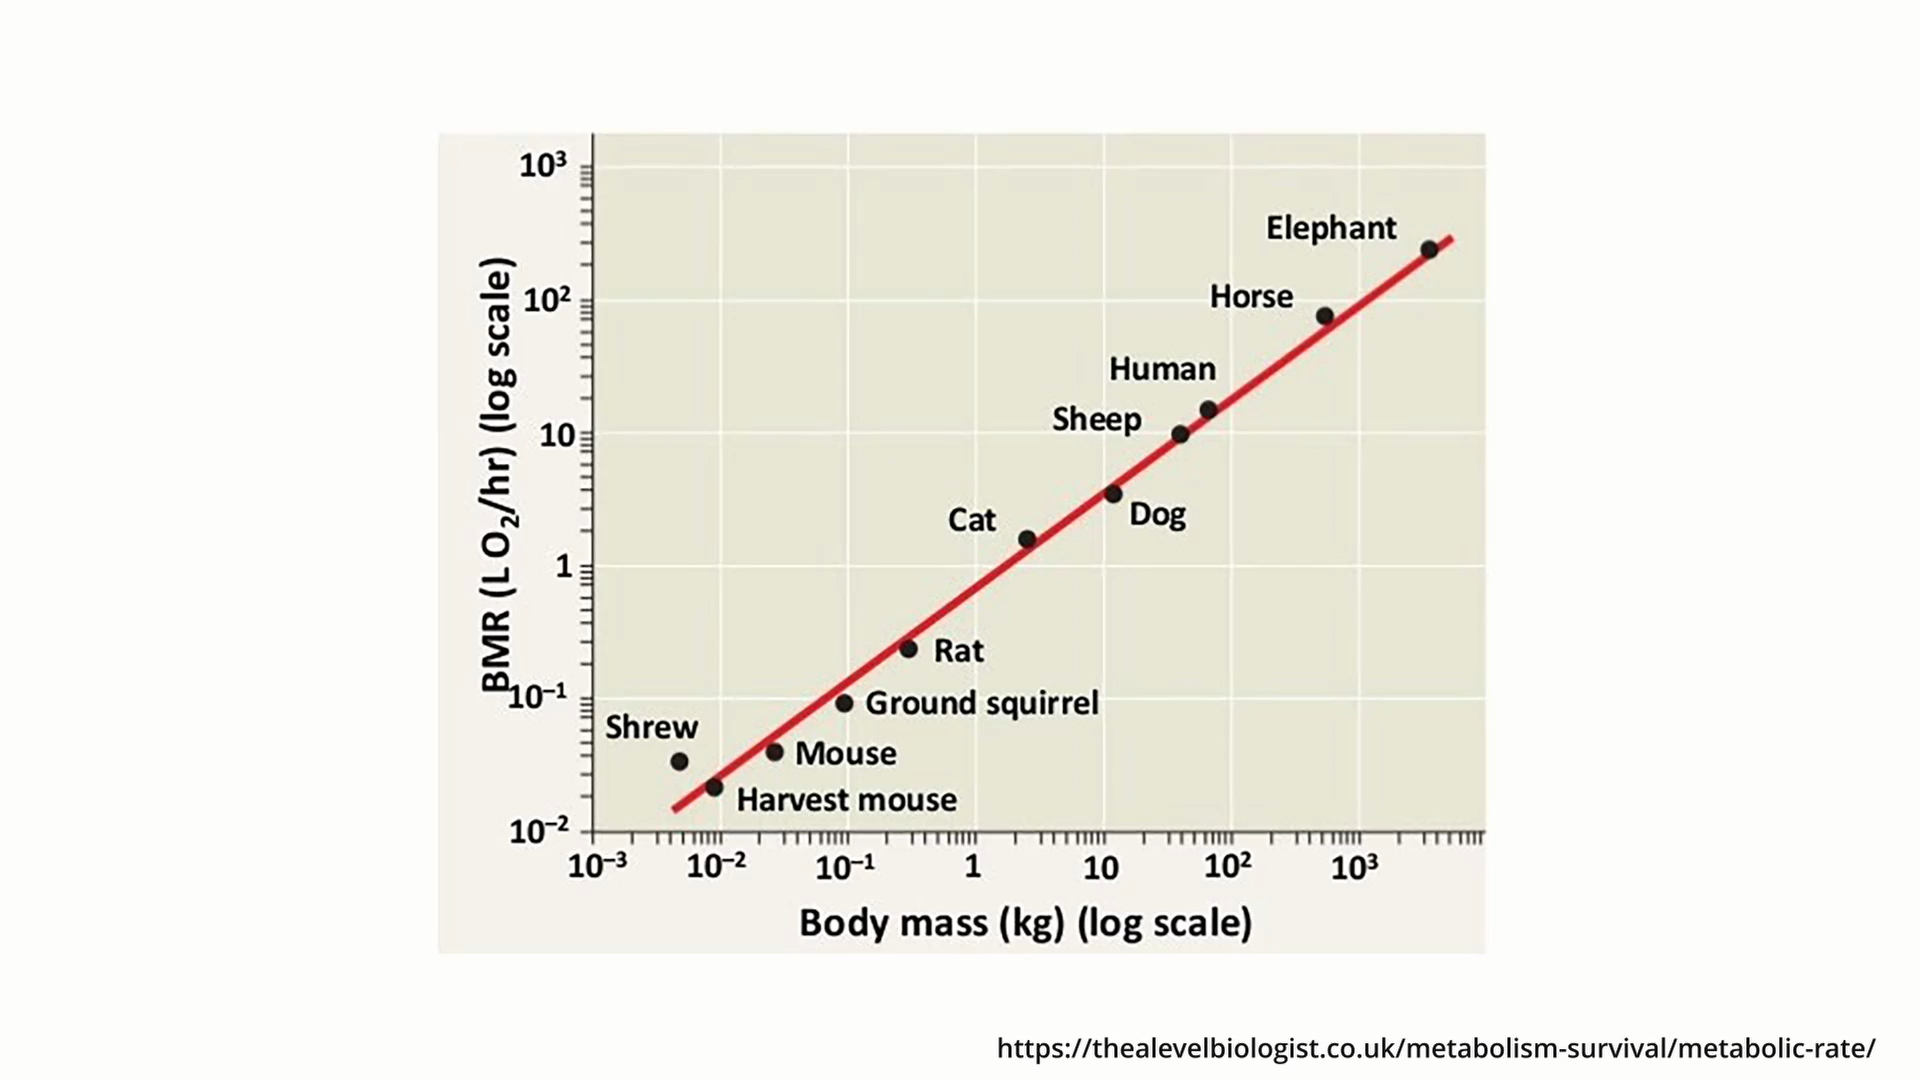 10³
Elephant
Horse
10²
Human
Sheep
10
Cat
Dog
1
Rat
10⁻¹
Ground squirrel
Shrew
Mouse
Harvest mouse
10⁻²
BMR (L O₂/hr) (log scale)
10⁻³ 10⁻² 10⁻¹ 1 10 10² 10³
Body mass (kg) (log scale)
https://thealevelbiologist.co.uk/metabolism-survival/metabolic-rate/